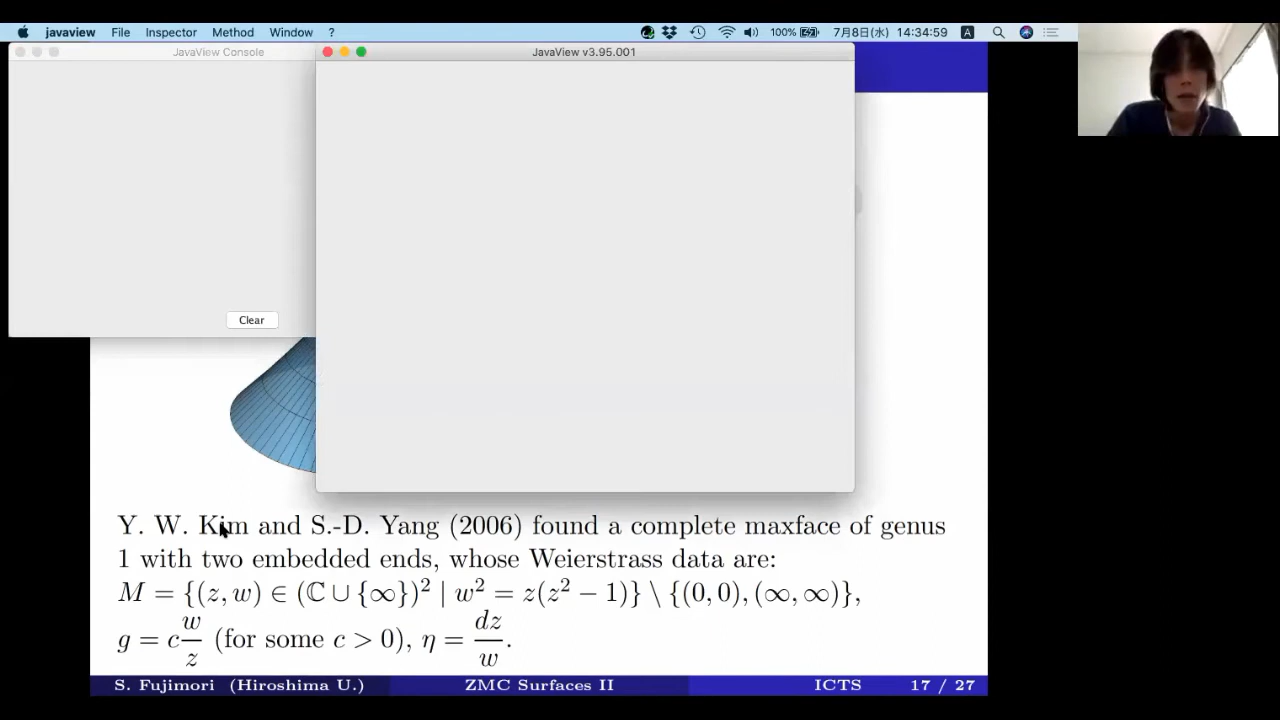 javaview File Inspector Method Window ? 100% 7月8日(水) 14:34:59 A
JavaView Console
JavaView v3.95.001
Clear
Y. W. Kim and S.-D. Yang (2006) found a complete maxface of genus
1 with two embedded ends, whose Weierstrass data are:
M = {(z, w) ∈ (ℂ ∪ {∞})² | w² = z(z² − 1)} \ {(0, 0), (∞, ∞)},
g = c w/z (for some c > 0), η = dz/w.
S. Fujimori (Hiroshima U.) ZMC Surfaces II ICTS 17 / 27